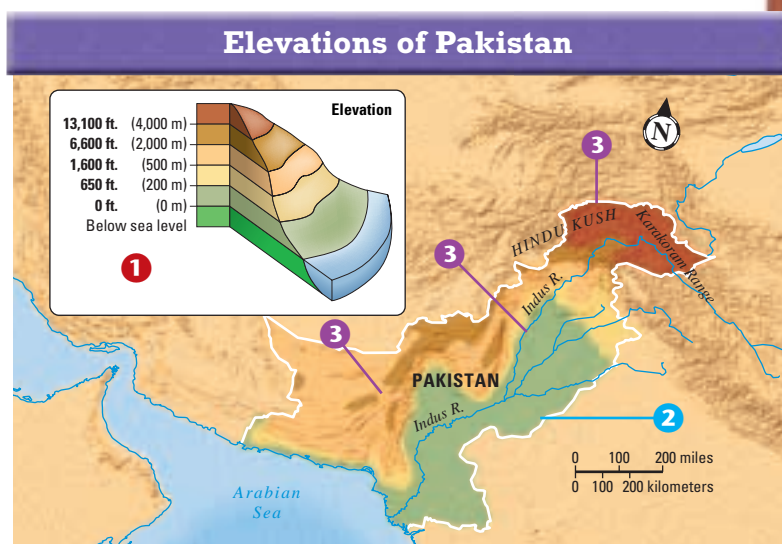 Elevations of Pakistan
Elevation
13,100 ft. (4,000 m)
6,600 ft. (2,000 m)
1,600 ft. (500 m)
650 ft. (200 m)
0 ft. (0 m)
Below sea level
1
N
3
HINDU KUSH
Karakoram Range
3
Indus R.
3
PAKISTAN
Indus R.
2
0 100 200 miles
0 100 200 kilometers
Arabian
Sea